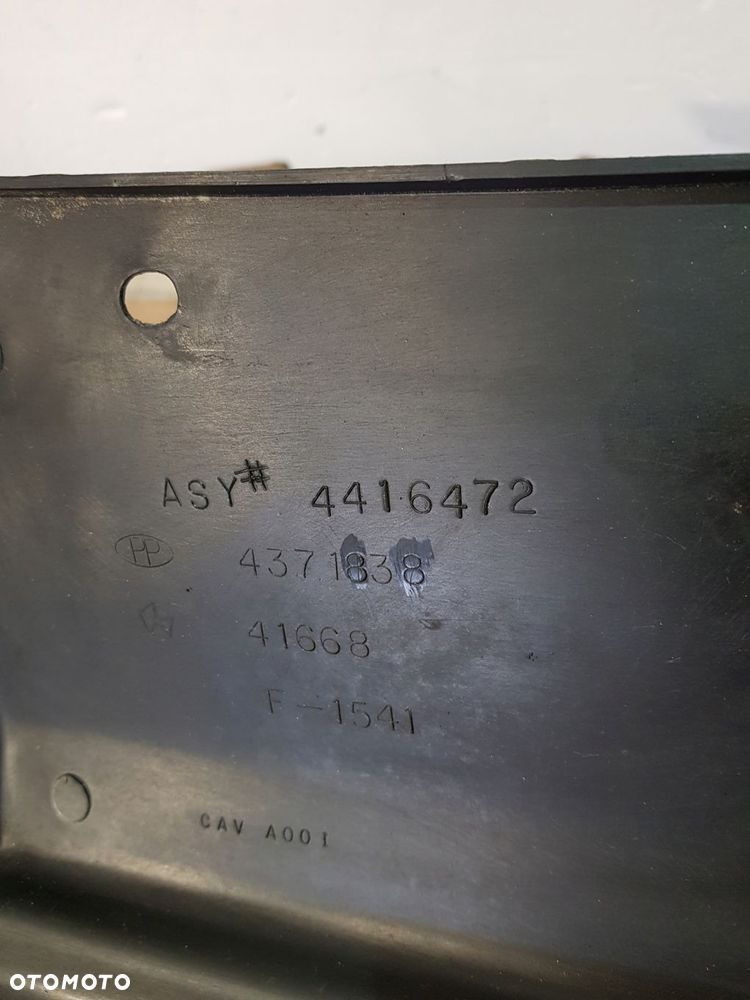 ASY# 4416472
PP 4371838
41668
F-1541
CAV A001
OTOMOTO